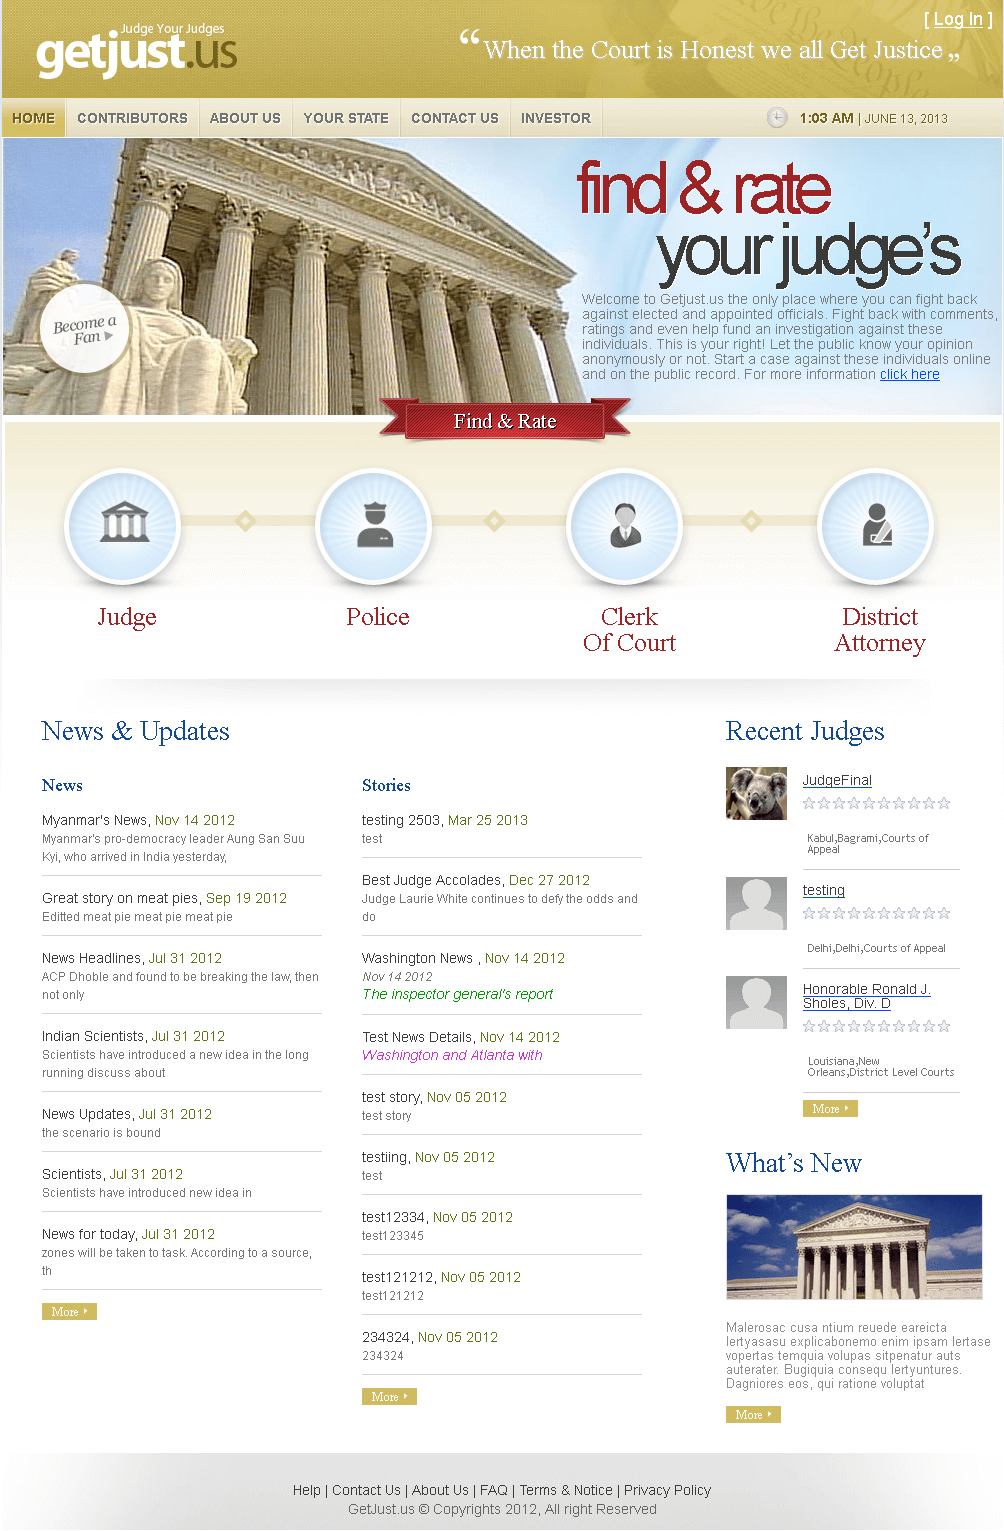 Judge Your Judges
getjust.us
[ Log In ]
“When the Court is Honest we all Get Justice„
HOME
CONTRIBUTORS
ABOUT US
YOUR STATE
CONTACT US
INVESTOR
1:03 AM | JUNE 13, 2013
find & rate
your judge's
Welcome to Getjust.us the only place where you can fight back
against elected and appointed officials. Fight back with comments,
ratings and even help fund an investigation against these
individuals. This is your right! Let the public know your opinion
anonymously or not. Start a case against these individuals online
and on the public record. For more information click here
Become a
Fan
Find & Rate
Judge
Police
Clerk
Of Court
District
Attorney
News & Updates
News
Myanmar's News, Nov 14 2012
Myanmar's pro-democracy leader Aung San Suu
Kyi, who arrived in India yesterday,
Great story on meat pies, Sep 19 2012
Editted meat pie meat pie meat pie
News Headlines, Jul 31 2012
ACP Dhoble and found to be breaking the law, then
not only
Indian Scientists, Jul 31 2012
Scientists have introduced a new idea in the long
running discuss about
News Updates, Jul 31 2012
the scenario is bound
Scientists, Jul 31 2012
Scientists have introduced new idea in
News for today, Jul 31 2012
zones will be taken to task. According to a source,
th
More
Stories
testing 2503, Mar 25 2013
test
Best Judge Accolades, Dec 27 2012
Judge Laurie White continues to defy the odds and
do
Washington News , Nov 14 2012
Nov 14 2012
The inspector general's report
Test News Details, Nov 14 2012
Washington and Atlanta with
test story, Nov 05 2012
test story
testiing, Nov 05 2012
test
test12334, Nov 05 2012
test123345
test121212, Nov 05 2012
test121212
234324, Nov 05 2012
234324
More
Recent Judges
JudgeFinal
Kabul,Bagrami,Courts of
Appeal
testing
Delhi,Delhi,Courts of Appeal
Honorable Ronald J.
Sholes, Div. D
Louisiana,New
Orleans,District Level Courts
More
What's New
Malerosac cusa ntium reuede eareicta
lertyasasu explicabonemo enim ipsam lertase
vopertas temquia volupas sitpenatur auts
auterater. Bugiquia consequ lertyuntures.
Dagniores eos, qui ratione voluptat
More
Help | Contact Us | About Us | FAQ | Terms & Notice | Privacy Policy
GetJust.us © Copyrights 2012, All right Reserved